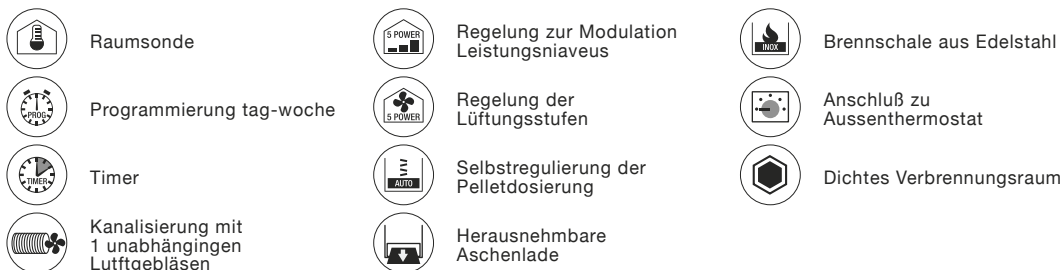 Raumsonde
PROG
Programmierung tag-woche
TIMER
Timer
Kanalisierung mit
1 unabhängingen
Lutftgebläsen
5 POWER
Regelung zur Modulation
Leistungsniaveus
5 POWER
Regelung der
Lüftungsstufen
AUTO
Selbstregulierung der
Pelletdosierung
Herausnehmbare
Aschenlade
INOX
Brennschale aus Edelstahl
Anschluß zu
Aussenthermostat
Dichtes Verbrennungsraum